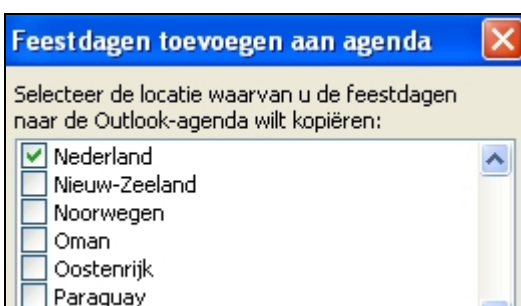 Feestdagen toevoegen aan agenda
Selecteer de locatie waarvan u de feestdagen
naar de Outlook-agenda wilt kopiëren:
Nederland
Nieuw-Zeeland
Noorwegen
Oman
Oostenrijk
Paraguay